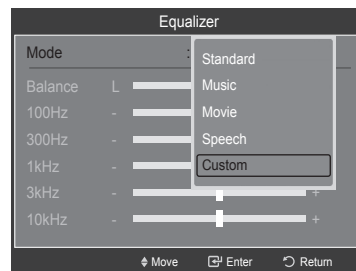 Equalizer
Mode :
Standard
Music
Movie
Speech
Custom
Balance L
100Hz -
300Hz -
1kHz -
3kHz - +
10kHz - +
Move Enter Return